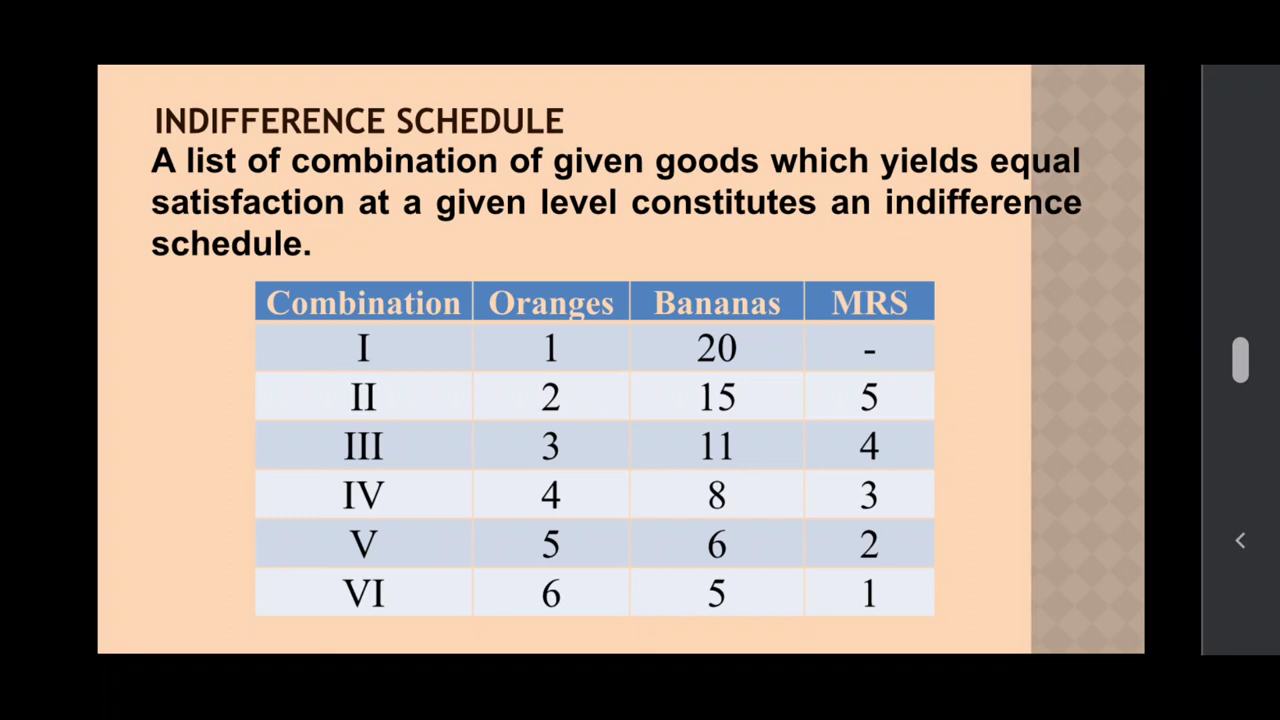 INDIFFERENCE SCHEDULE
A list of combination of given goods which yields equal
satisfaction at a given level constitutes an indifference
schedule.
Combination Oranges Bananas MRS
I 1 20 -
II 2 15 5
III 3 11 4
IV 4 8 3
V 5 6 2
VI 6 5 1